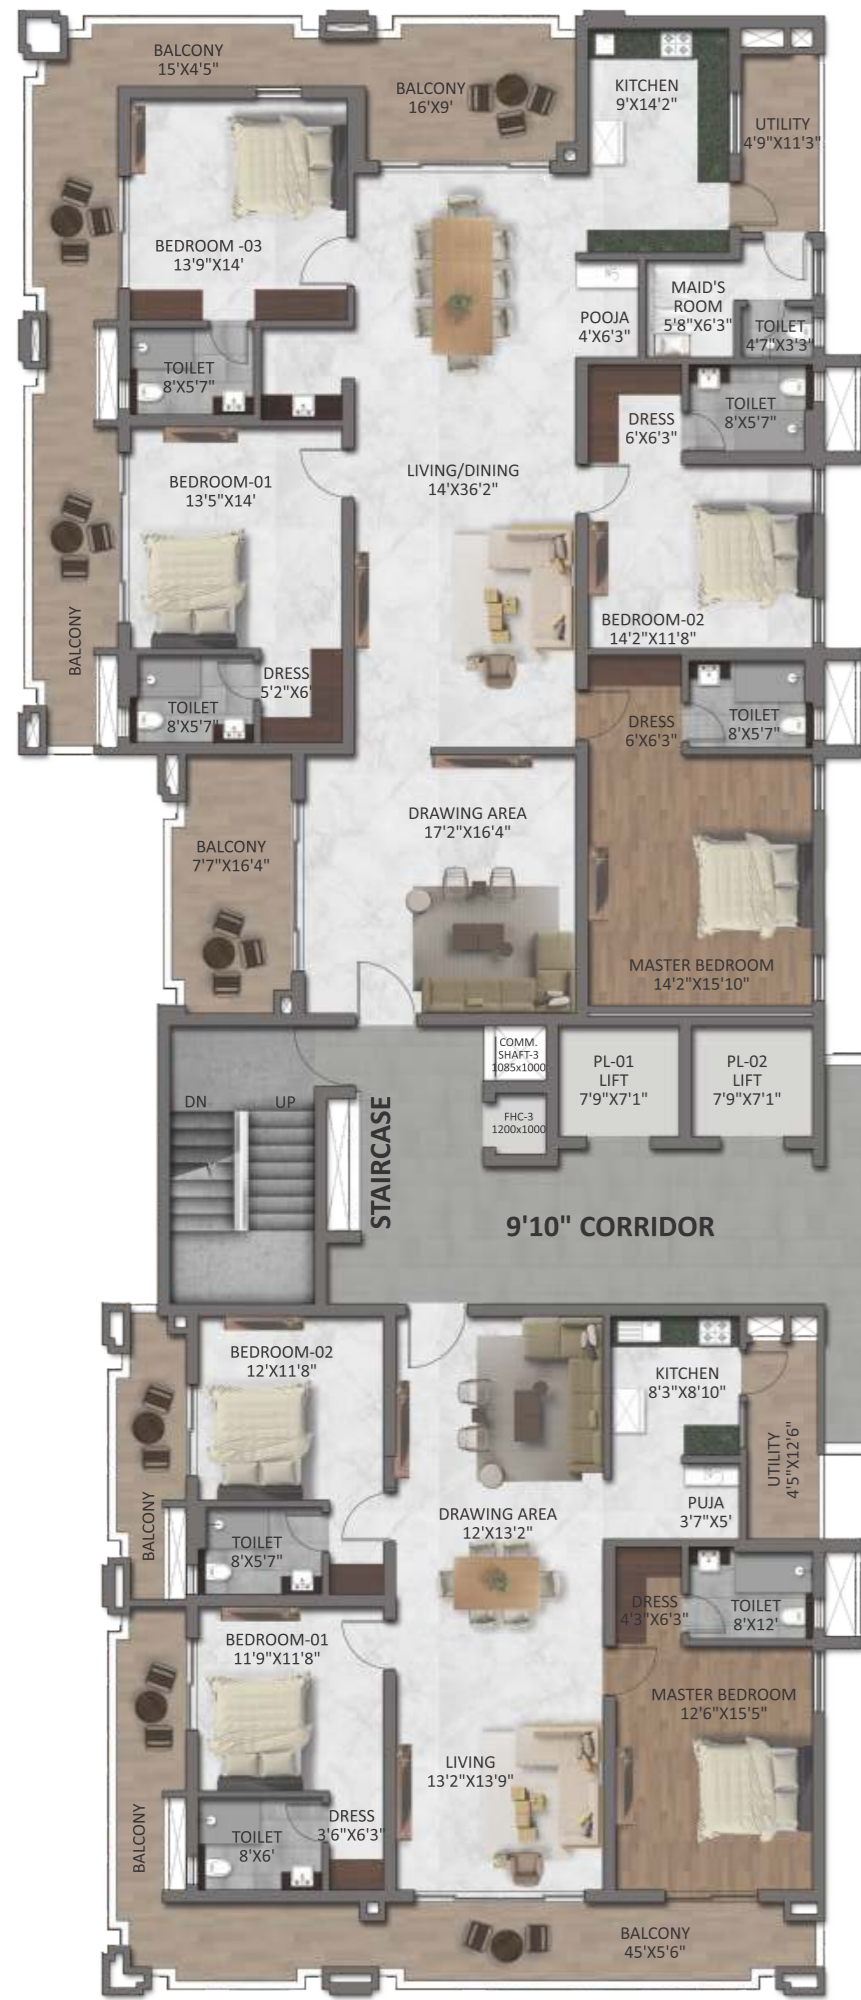 BALCONY
15'X4'5"
BALCONY
16'X9'
KITCHEN
9'X14'2"
UTILITY
4'9"X11'3"
BEDROOM -03
13'9"X14'
POOJA
4'X6'3"
MAID'S
ROOM
5'8"X6'3"
TOILET
4'7"X3'3"
TOILET
8'X5'7"
DRESS
6'X6'3"
TOILET
8'X5'7"
LIVING/DINING
14'X36'2"
BEDROOM-01
13'5"X14'
BEDROOM-02
14'2"X11'8"
BALCONY
DRESS
5'2"X6'
TOILET
8'X5'7"
DRESS
6'X6'3"
TOILET
8'X5'7"
DRAWING AREA
17'2"X16'4"
BALCONY
7'7"X16'4"
MASTER BEDROOM
14'2"X15'10"
COMM.
SHAFT-3
1085x1000
PL-01
LIFT
7'9"X7'1"
PL-02
LIFT
7'9"X7'1"
DN
UP
FHC-3
1200x1000
STAIRCASE
9'10" CORRIDOR
BEDROOM-02
12'X11'8"
KITCHEN
8'3"X8'10"
UTILITY
4'5"X12'6"
PUJA
3'7"X5'
DRAWING AREA
12'X13'2"
BALCONY
TOILET
8'X5'7"
DRESS
4'3"X6'3"
TOILET
8'X12'
BEDROOM-01
11'9"X11'8"
MASTER BEDROOM
12'6"X15'5"
LIVING
13'2"X13'9"
BALCONY
DRESS
3'6"X6'3"
TOILET
8'X6'
BALCONY
45'X5'6"